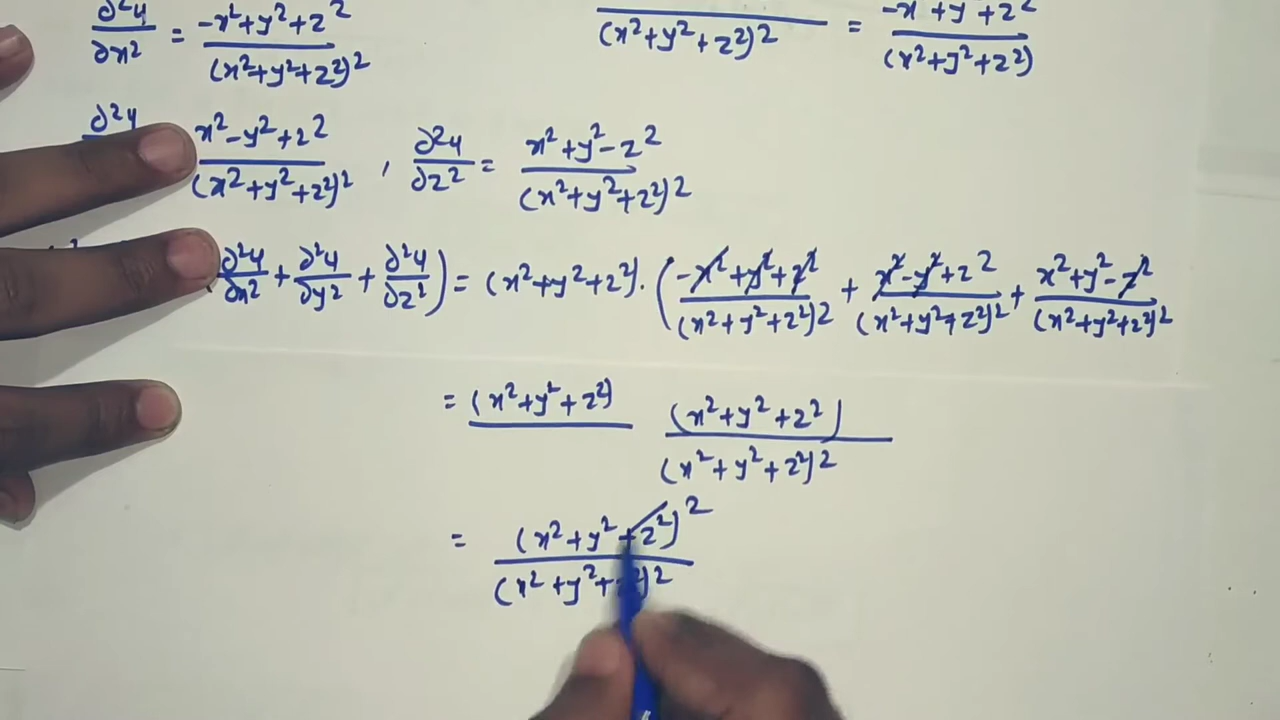 ∂²u/∂x² = (-x²+y²+z²)/(x²+y²+z²)²
/(x²+y²+z²)² = (-x+y+z²)/(x²+y²+z²)
∂²u (x²-y²+z²)/(x²+y²+z²)² , ∂²u/∂z² = (x²+y²-z²)/(x²+y²+z²)²
(∂²u/∂x² + ∂²u/∂y² + ∂²u/∂z²) = (x²+y²+z²)·((-x²+y²+z²)/(x²+y²+z²)² + (x²-y²+z²)/(x²+y²+z²)² + (x²+y²-z²)/(x²+y²+z²)²
= (x²+y²+z²) (x²+y²+z²)/(x²+y²+z²)²
= (x²+y²+z²)²/(x²+y²+z²)²